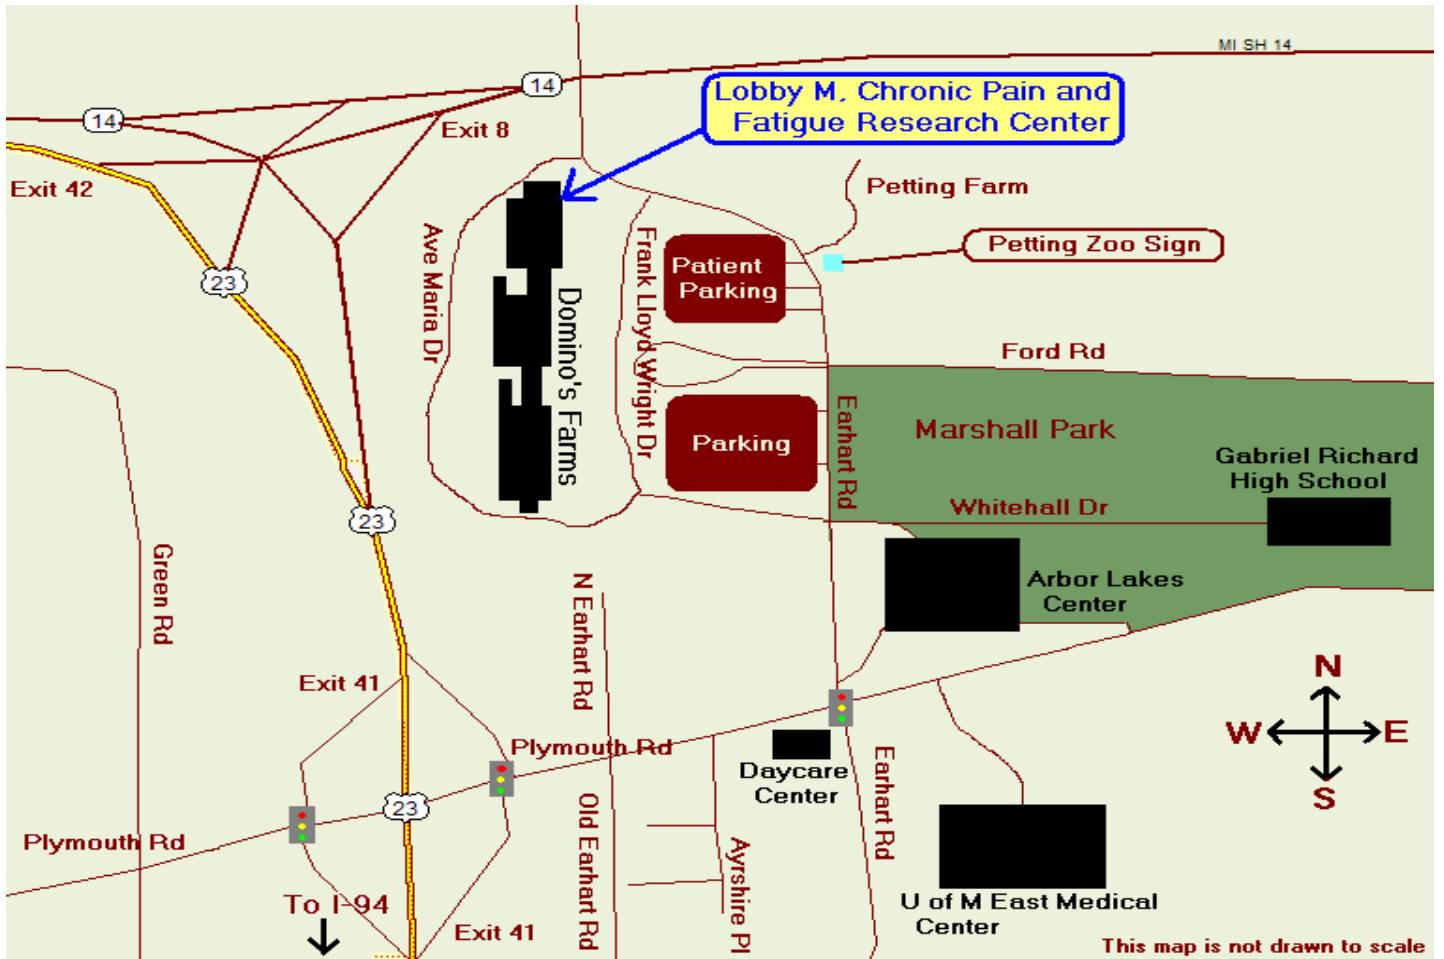 MI SH 14
14
Lobby M, Chronic Pain and
Fatigue Research Center
14
Exit 8
Exit 42
Petting Farm
Petting Zoo Sign
Ave Maria Dr
Frank Lloyd Wright Dr
Patient
Parking
23
Domino's Farms
Ford Rd
Earhart Rd
Marshall Park
Parking
Gabriel Richard
High School
Whitehall Dr
23
Green Rd
N Earhart Rd
Arbor Lakes
Center
Exit 41
N
W
E
S
Plymouth Rd
Daycare
Center
Earhart Rd
23
Plymouth Rd
Old Earhart Rd
Ayrshire Pl
To I-94
Exit 41
U of M East Medical
Center
This map is not drawn to scale